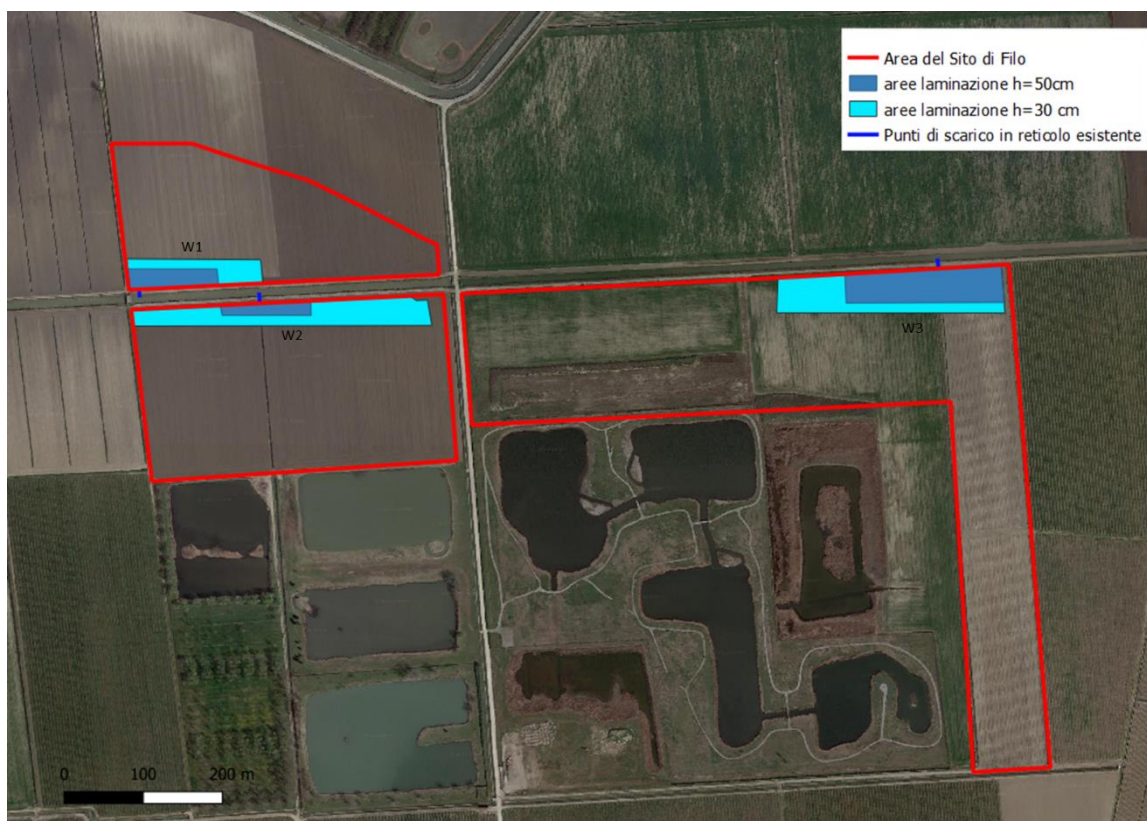 Area del Sito di Filo
aree laminazione h=50cm
aree laminazione h=30 cm
Punti di scarico in reticolo esistente
W1
W2
W3
0 100 200 m